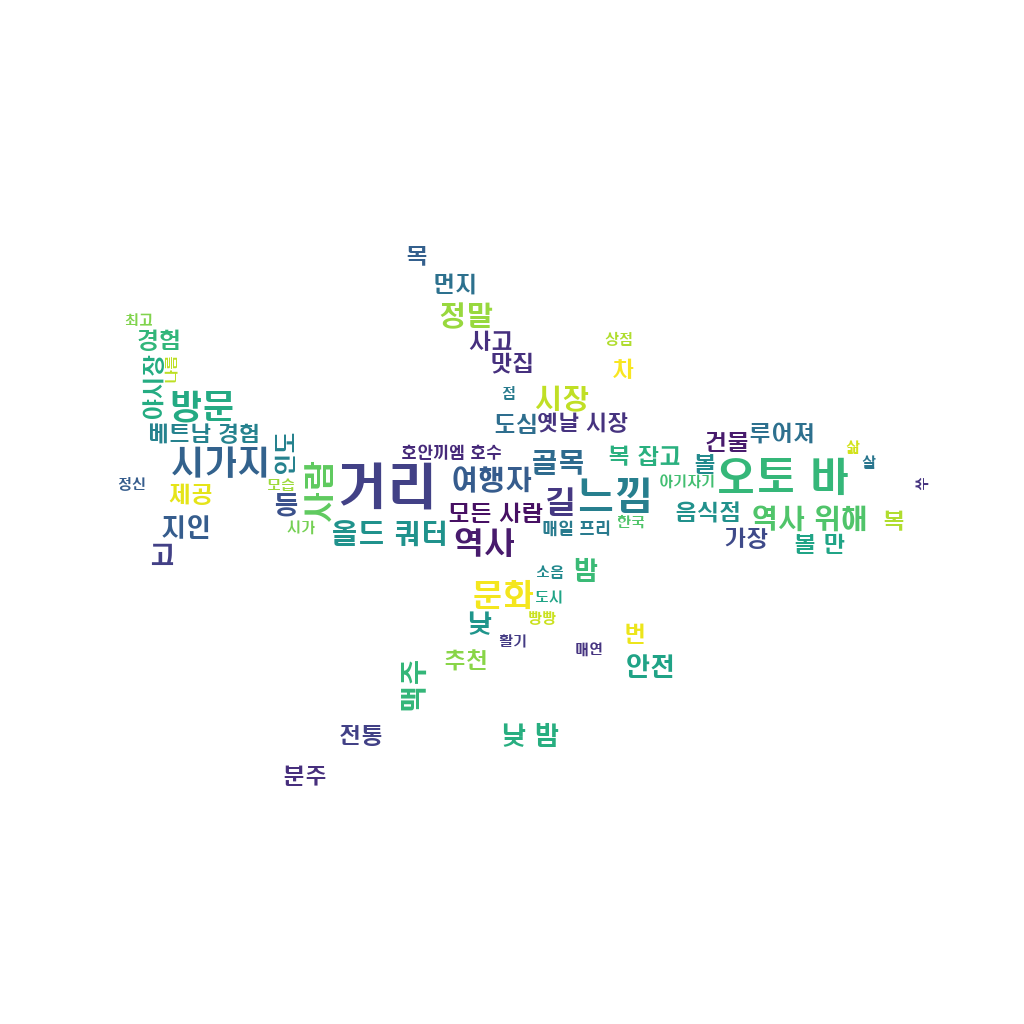 목
먼지
최고
정말
경험
사고
상점
맛집
차
나름
야시장
점
시장
방문
도심
옛날 시장
베트남 경험
건물
루어져
인도
호안끼엠 호수
복 잡고
볼
삶
시가지
골목
살
사람
거리
여행자
느낌
아기자기
오토 바
정신
제공
모습
등
길
수
올드 쿼터
모든 사람
매일 프리
한국
음식점
역사 위해
복
지인
시가
역사
가장
볼 만
고
소음
밤
문화
도시
낮
빵빵
번
활기
매연
추천
안전
맥주
전통
낮 밤
분주